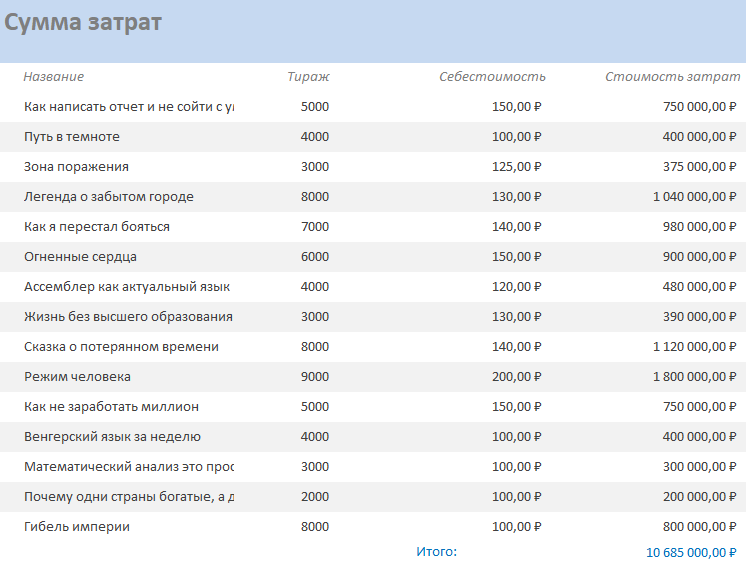 Сумма затрат
Название Тираж Себестоимость Стоимость затрат
Как написать отчет и не сойти с у 5000 150,00 ₽ 750 000,00 ₽
Путь в темноте 4000 100,00 ₽ 400 000,00 ₽
Зона поражения 3000 125,00 ₽ 375 000,00 ₽
Легенда о забытом городе 8000 130,00 ₽ 1 040 000,00 ₽
Как я перестал бояться 7000 140,00 ₽ 980 000,00 ₽
Огненные сердца 6000 150,00 ₽ 900 000,00 ₽
Ассемблер как актуальный язык 4000 120,00 ₽ 480 000,00 ₽
Жизнь без высшего образования 3000 130,00 ₽ 390 000,00 ₽
Сказка о потерянном времени 8000 140,00 ₽ 1 120 000,00 ₽
Режим человека 9000 200,00 ₽ 1 800 000,00 ₽
Как не заработать миллион 5000 150,00 ₽ 750 000,00 ₽
Венгерский язык за неделю 4000 100,00 ₽ 400 000,00 ₽
Математический анализ это прос 3000 100,00 ₽ 300 000,00 ₽
Почему одни страны богатые, а д 2000 100,00 ₽ 200 000,00 ₽
Гибель империи 8000 100,00 ₽ 800 000,00 ₽
Итого: 10 685 000,00 ₽